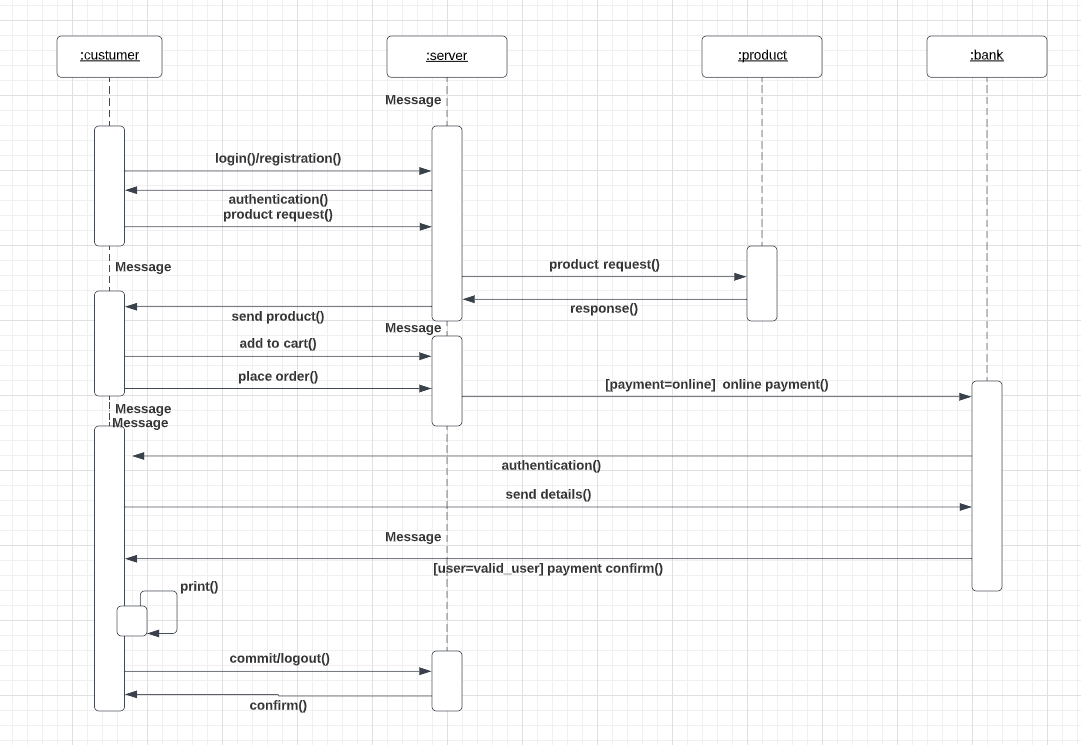 :custumer
:server
:product
:bank
Message
login()/registration()
authentication()
product request()
Message
product request()
response()
send product()
Message
add to cart()
place order()
[payment=online]  online payment()
Message
Message
authentication()
send details()
Message
[user=valid_user] payment confirm()
print()
commit/logout()
confirm()